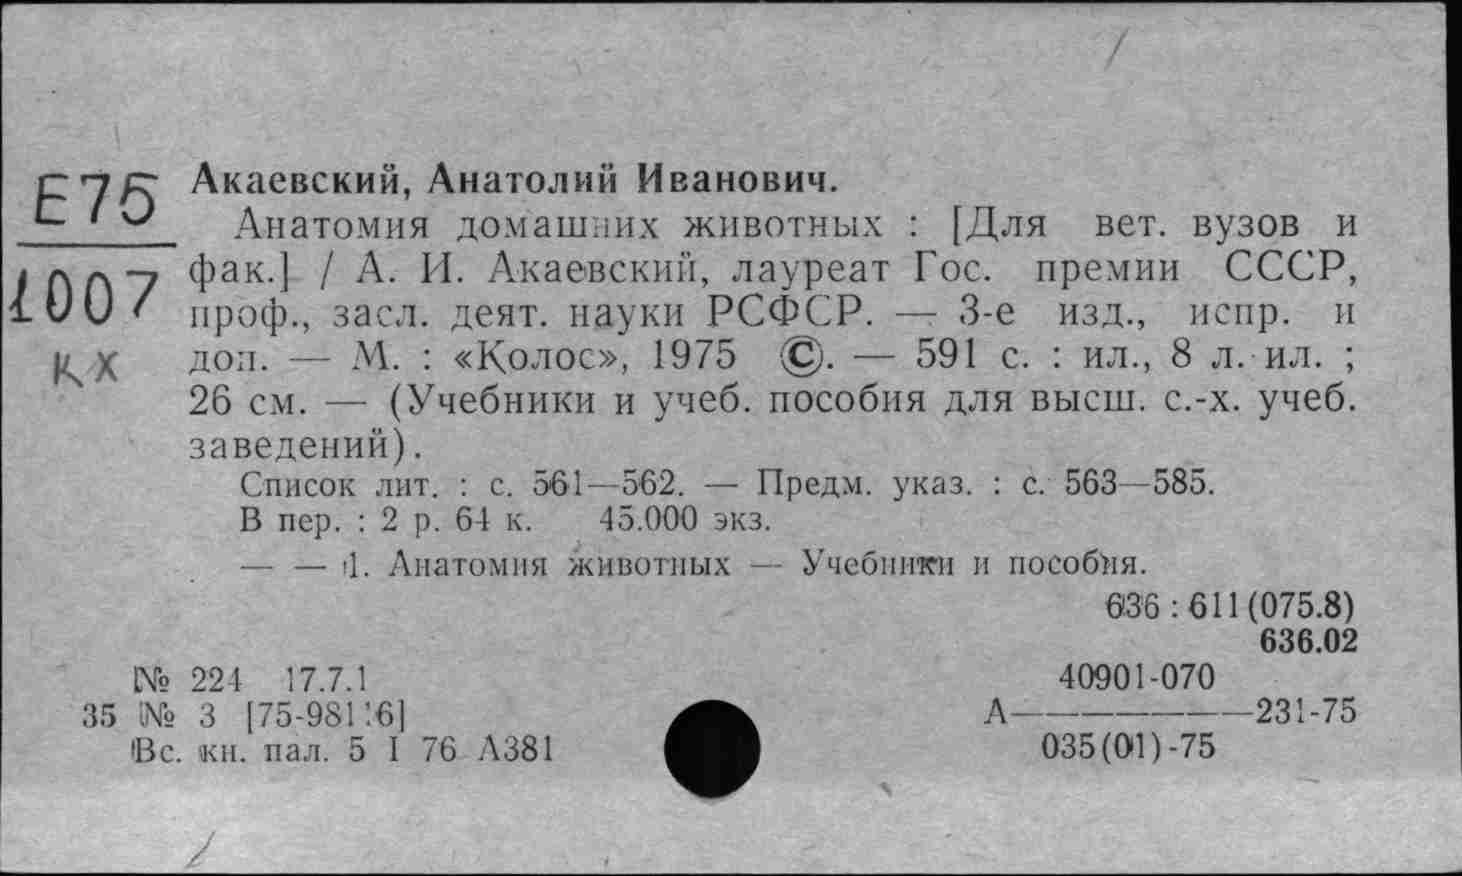 Е75
1007
кх
Акаевский, Анатолий Иванович.
Анатомия домашних животных : [Для вет. вузов и
фак.] / А. И. Акаевский, лауреат Гос. премии СССР,
проф., засл. деят. науки РСФСР. — 3-е изд., испр. и
доп. — М. : «Колос», 1975 ©. — 591 с. : ил., 8 л. ил. ;
26 см. — (Учебники и учеб. пособия для высш. с.-х. учеб.
заведений).
Список лит. : с. 561—562. — Предм. указ. : с. 563—585.
В пер. : 2 р. 64 к. 45.000 экз.
— — 1. Анатомия животных — Учебники и пособия.
636 : 611 (075.8)
636.02
№ 224 17.7.1
35 № 3 [75-98116]
Вс. кн. пал. 5 I 76 А381
40901-070
А—————231-75
035(01)-75